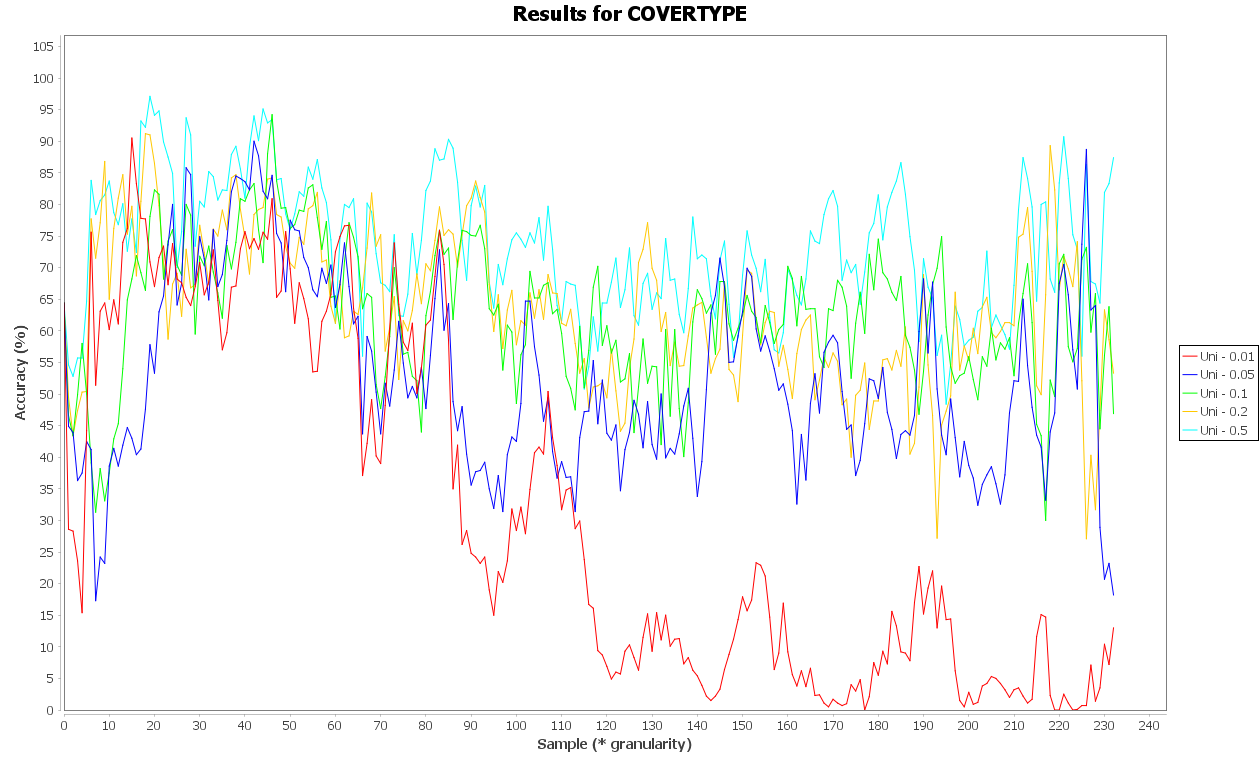 Results for COVERTYPE
Accuracy (%)
105
100
95
90
85
80
75
70
65
60
55
50
45
40
35
30
25
20
15
10
5
0
0 10 20 30 40 50 60 70 80 90 100 110 120 130 140 150 160 170 180 190 200 210 220 230 240
Sample (* granularity)
Uni - 0.01
Uni - 0.05
Uni - 0.1
Uni - 0.2
Uni - 0.5